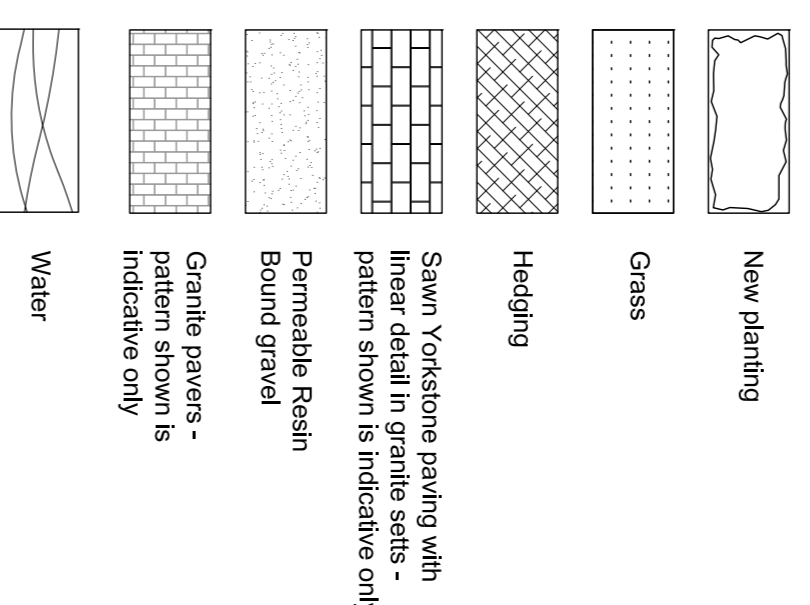 New planting
Grass
Hedging
Sawn Yorkstone paving with
linear detail in granite setts -
pattern shown is indicative only
Permeable Resin
Bound gravel
Granite pavers -
pattern shown is
indicative only
Water